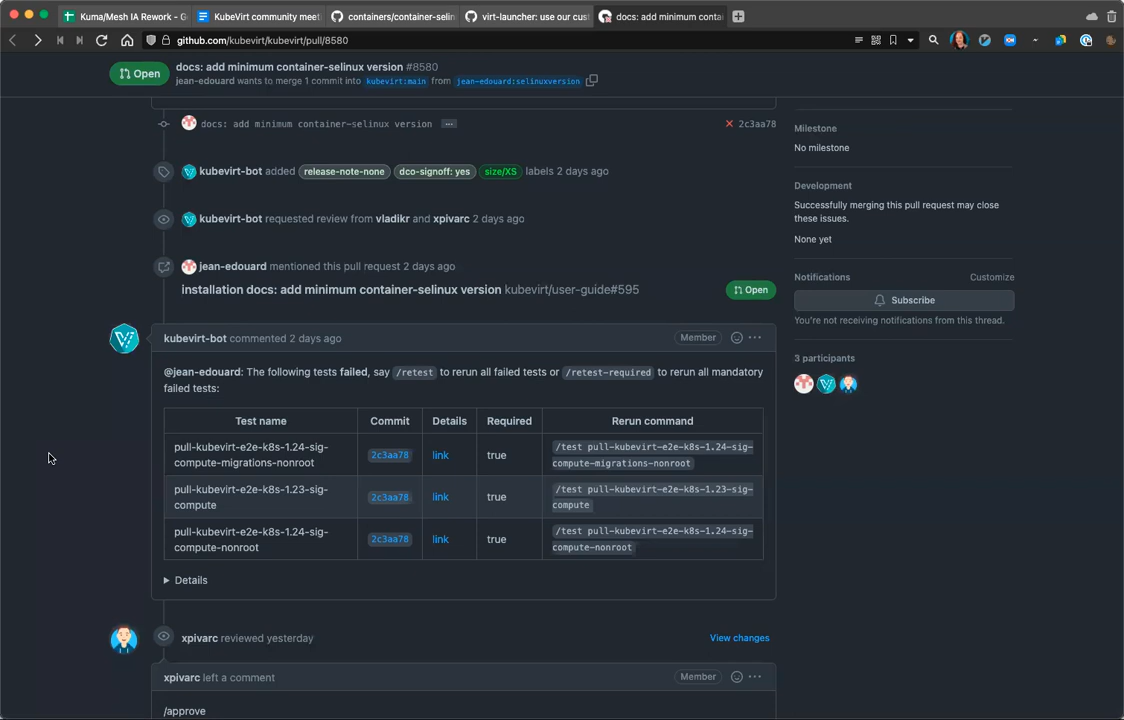 Kuma/Mesh IA Rework - G
KubeVirt community meet
containers/container-selin
virt-launcher: use our cus
docs: add minimum contai
github.com/kubevirt/kubevirt/pull/8580
Open
docs: add minimum container-selinux version #8580
jean-edouard wants to merge 1 commit into kubevirt:main from jean-edouard:selinuxversion
docs: add minimum container-selinux version ...
2c3aa78
kubevirt-bot added release-note-none dco-signoff: yes size/XS labels 2 days ago
kubevirt-bot requested review from vladikr and xpivarc 2 days ago
jean-edouard mentioned this pull request 2 days ago
installation docs: add minimum container-selinux version kubevirt/user-guide#595
Open
kubevirt-bot commented 2 days ago
Member
@jean-edouard: The following tests failed, say /retest to rerun all failed tests or /retest-required to rerun all mandatory
failed tests:
Test name Commit Details Required Rerun command
pull-kubevirt-e2e-k8s-1.24-sig-
compute-migrations-nonroot
2c3aa78 link true
/test pull-kubevirt-e2e-k8s-1.24-sig-
compute-migrations-nonroot
pull-kubevirt-e2e-k8s-1.23-sig-
compute
2c3aa78 link true
/test pull-kubevirt-e2e-k8s-1.23-sig-
compute
pull-kubevirt-e2e-k8s-1.24-sig-
compute-nonroot
2c3aa78 link true
/test pull-kubevirt-e2e-k8s-1.24-sig-
compute-nonroot
Details
xpivarc reviewed yesterday
View changes
xpivarc left a comment
Member
/approve
Milestone
No milestone
Development
Successfully merging this pull request may close
these issues.
None yet
Notifications
Customize
Subscribe
You're not receiving notifications from this thread.
3 participants